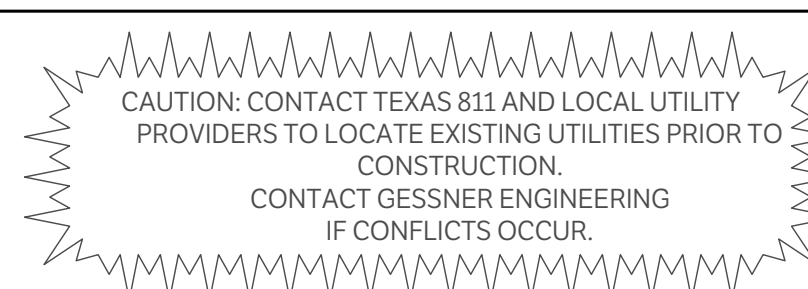 CAUTION: CONTACT TEXAS 811 AND LOCAL UTILITY
PROVIDERS TO LOCATE EXISTING UTILITIES PRIOR TO
CONSTRUCTION.
CONTACT GESSNER ENGINEERING
IF CONFLICTS OCCUR.